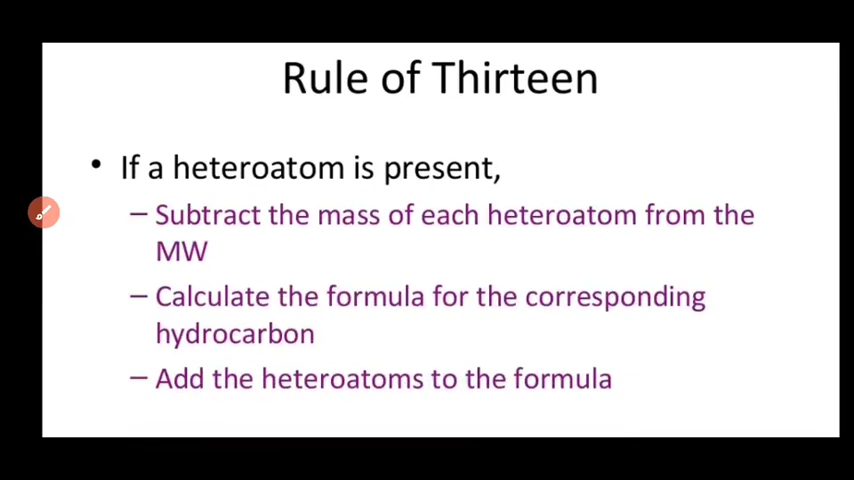 Rule of Thirteen
• If a heteroatom is present,
– Subtract the mass of each heteroatom from the
MW
– Calculate the formula for the corresponding
hydrocarbon
– Add the heteroatoms to the formula